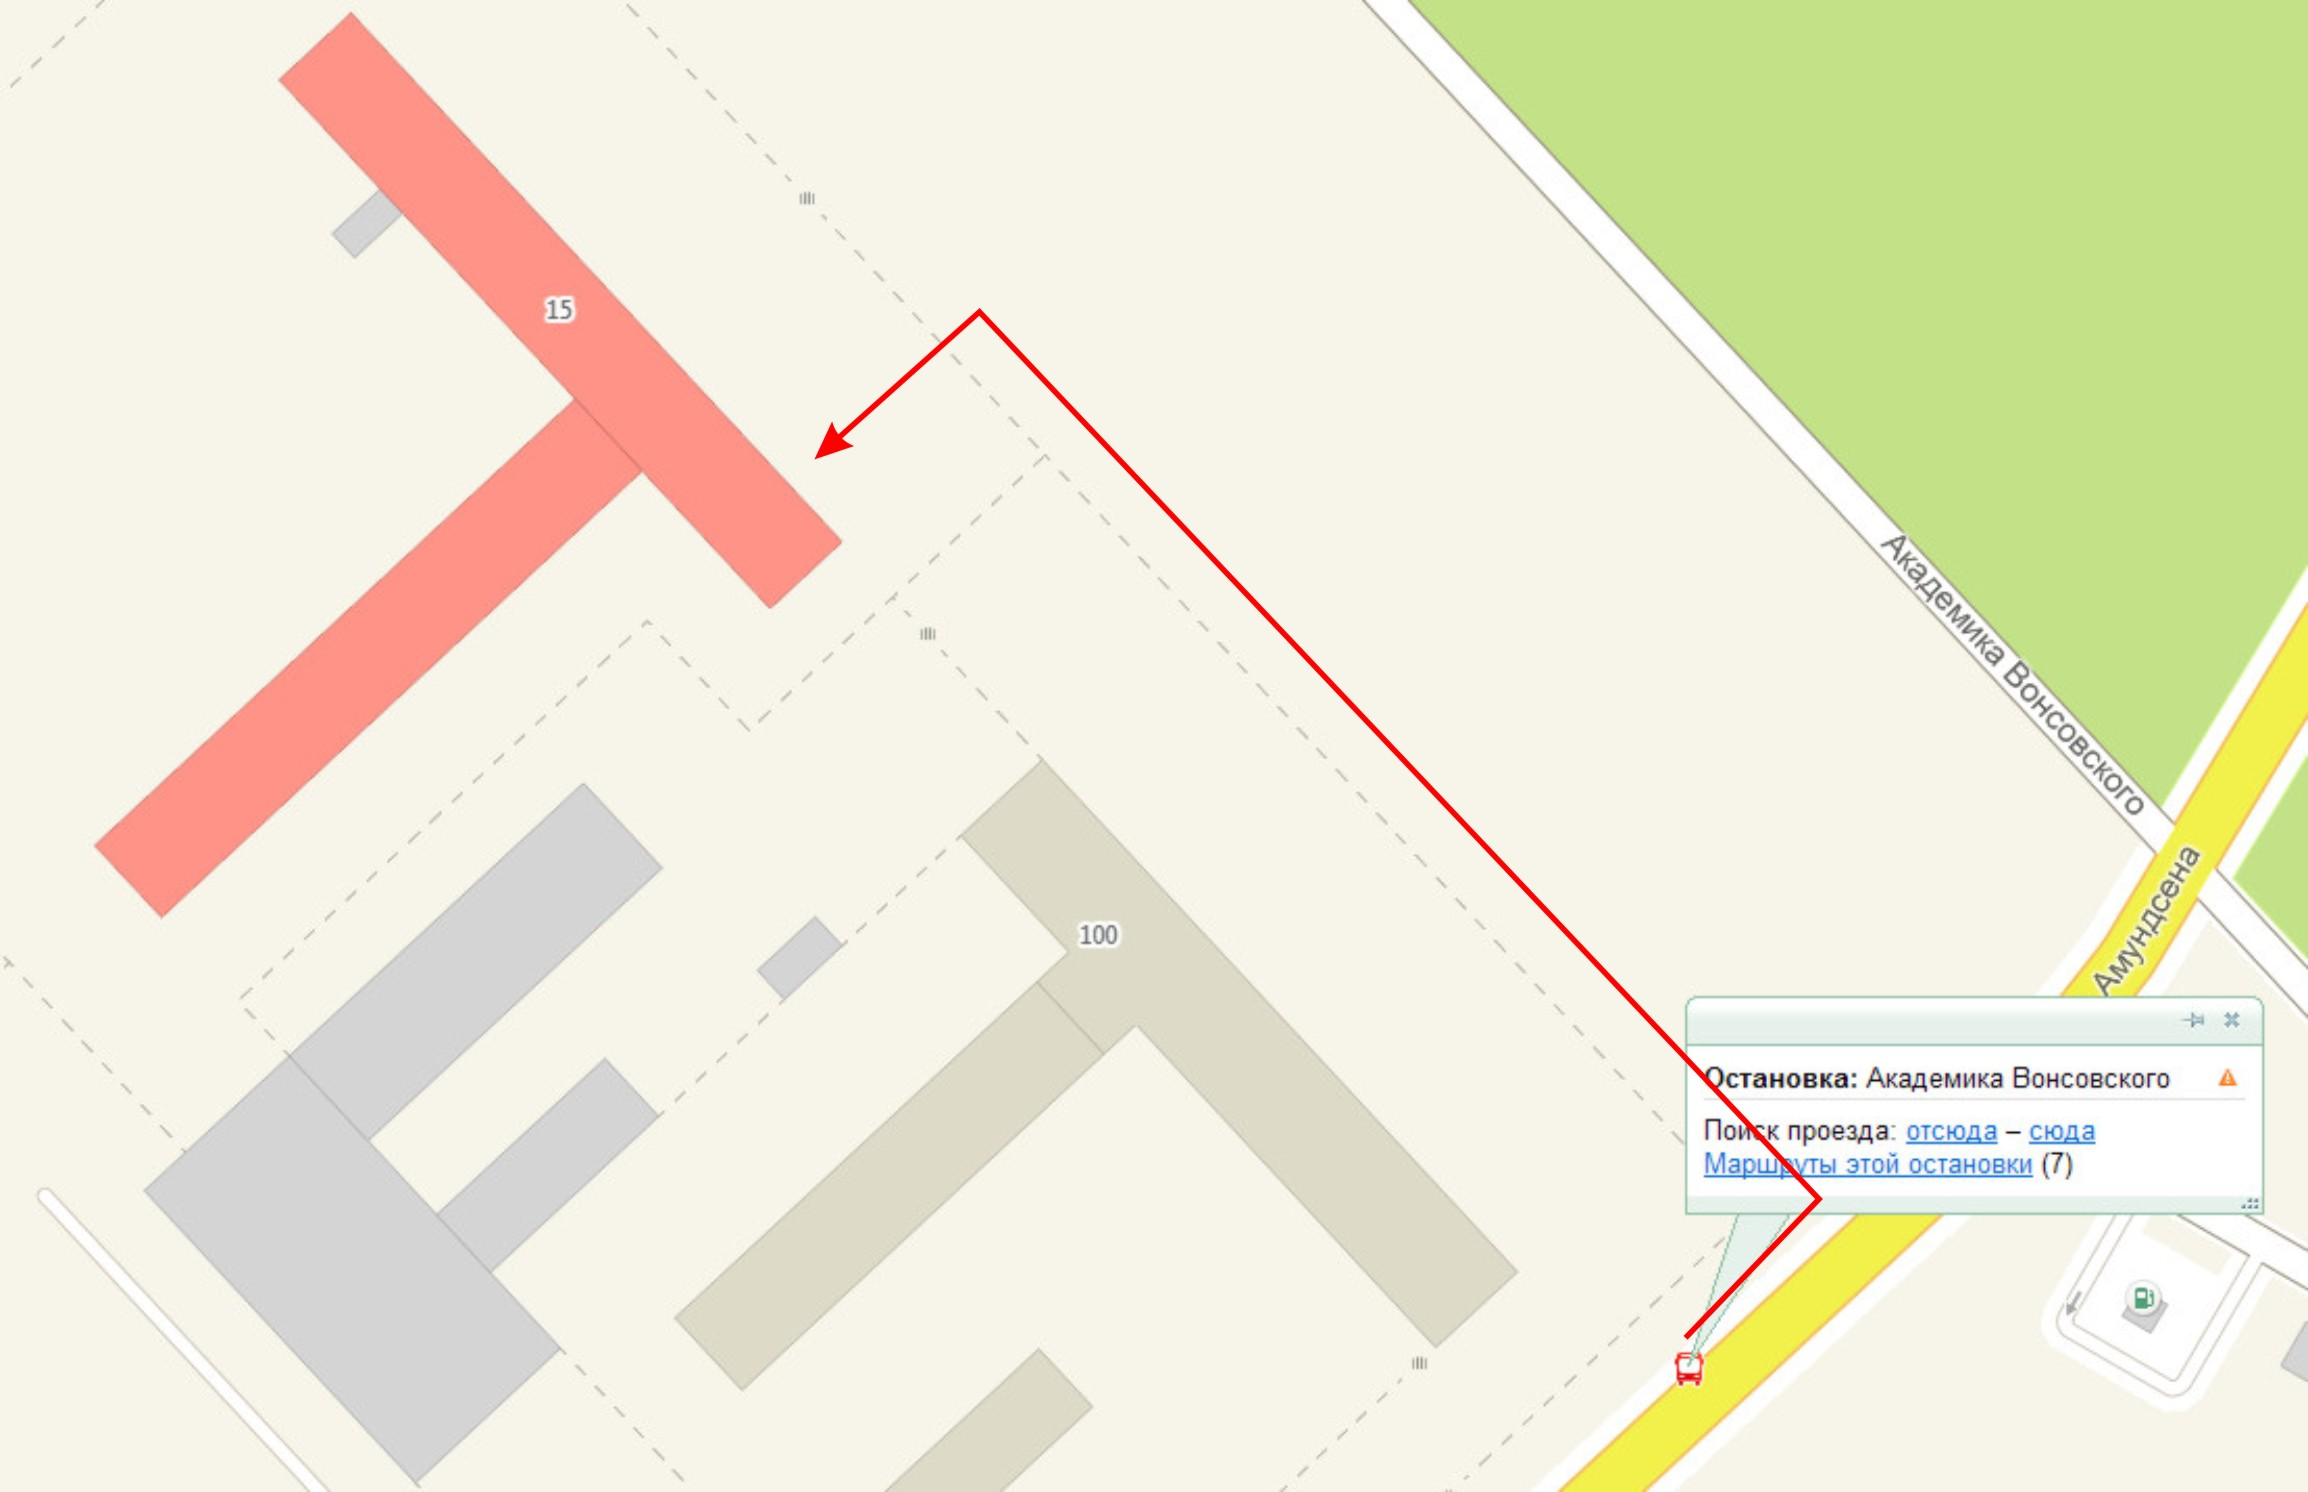 15
Академика Вонсовского
Амундсена
100
Остановка: Академика Вонсовского
Поиск проезда: отсюда – сюда
Маршруты этой остановки (7)